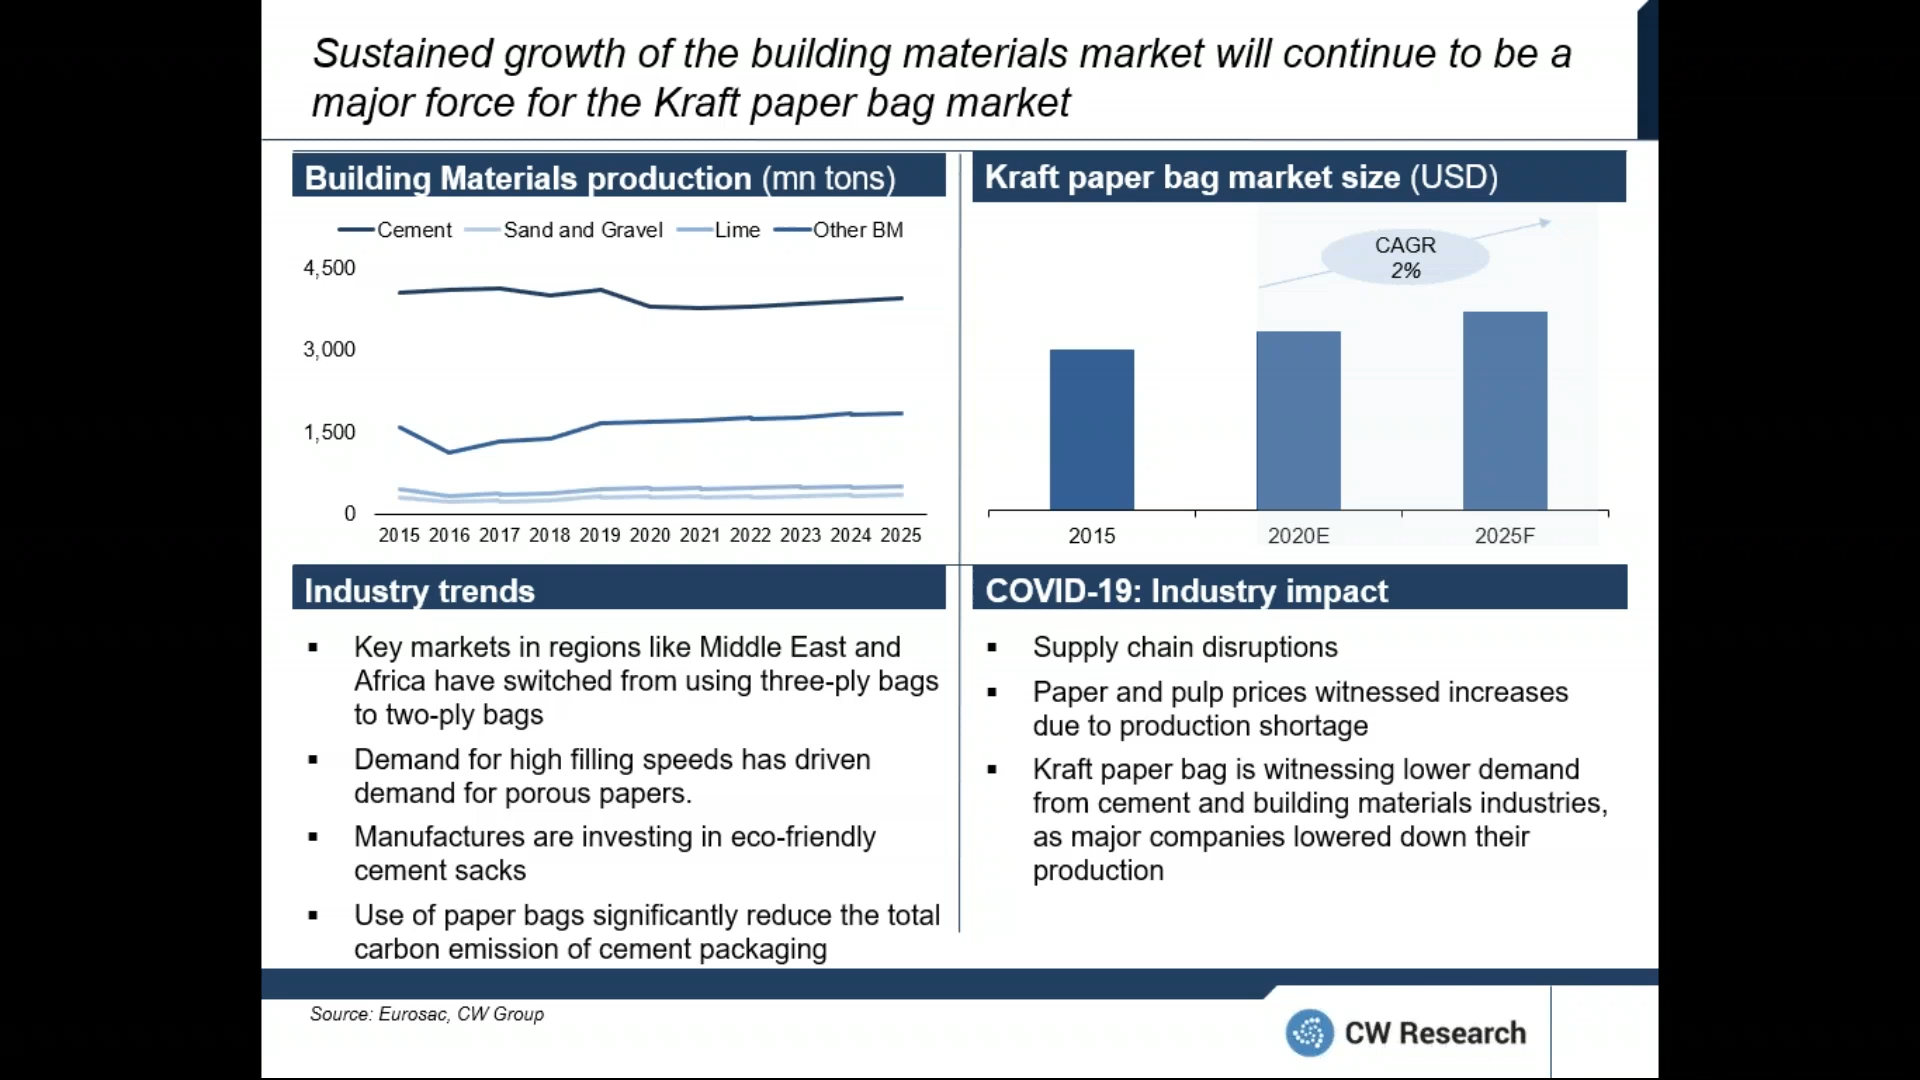 Sustained growth of the building materials market will continue to be a
major force for the Kraft paper bag market
Building Materials production (mn tons)
Cement Sand and Gravel Lime Other BM
4,500
3,000
1,500
0
2015 2016 2017 2018 2019 2020 2021 2022 2023 2024 2025
Kraft paper bag market size (USD)
CAGR
2%
2015 2020E 2025F
Industry trends
▪ Key markets in regions like Middle East and
Africa have switched from using three-ply bags
to two-ply bags
▪ Demand for high filling speeds has driven
demand for porous papers.
▪ Manufactures are investing in eco-friendly
cement sacks
▪ Use of paper bags significantly reduce the total
carbon emission of cement packaging
COVID-19: Industry impact
▪ Supply chain disruptions
▪ Paper and pulp prices witnessed increases
due to production shortage
▪ Kraft paper bag is witnessing lower demand
from cement and building materials industries,
as major companies lowered down their
production
Source: Eurosac, CW Group
CW Research